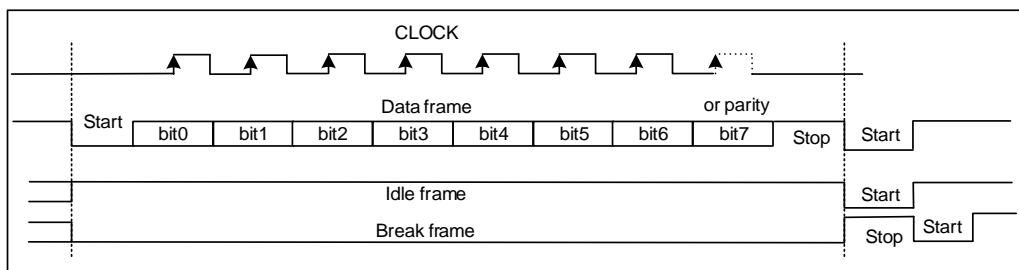 CLOCK
Data frame
or parity
Start bit0 bit1 bit2 bit3 bit4 bit5 bit6 bit7 Stop Start
Idle frame Start
Break frame Stop Start